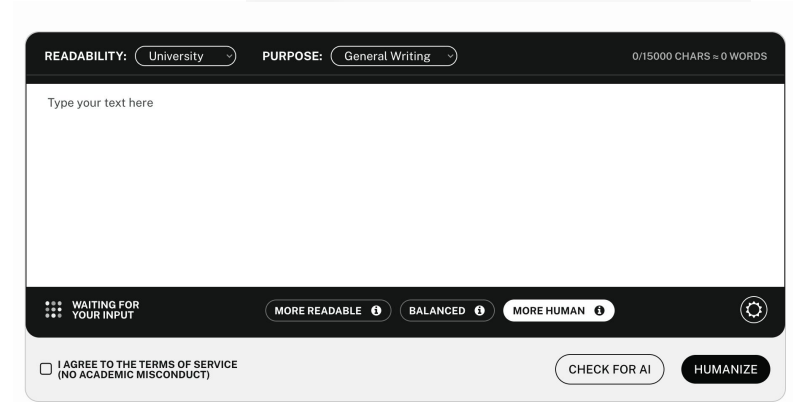 READABILITY: University PURPOSE: General Writing 0/15000 CHARS ≈ 0 WORDS
Type your text here
WAITING FOR
YOUR INPUT
MORE READABLE BALANCED MORE HUMAN
I AGREE TO THE TERMS OF SERVICE
(NO ACADEMIC MISCONDUCT)
CHECK FOR AI HUMANIZE